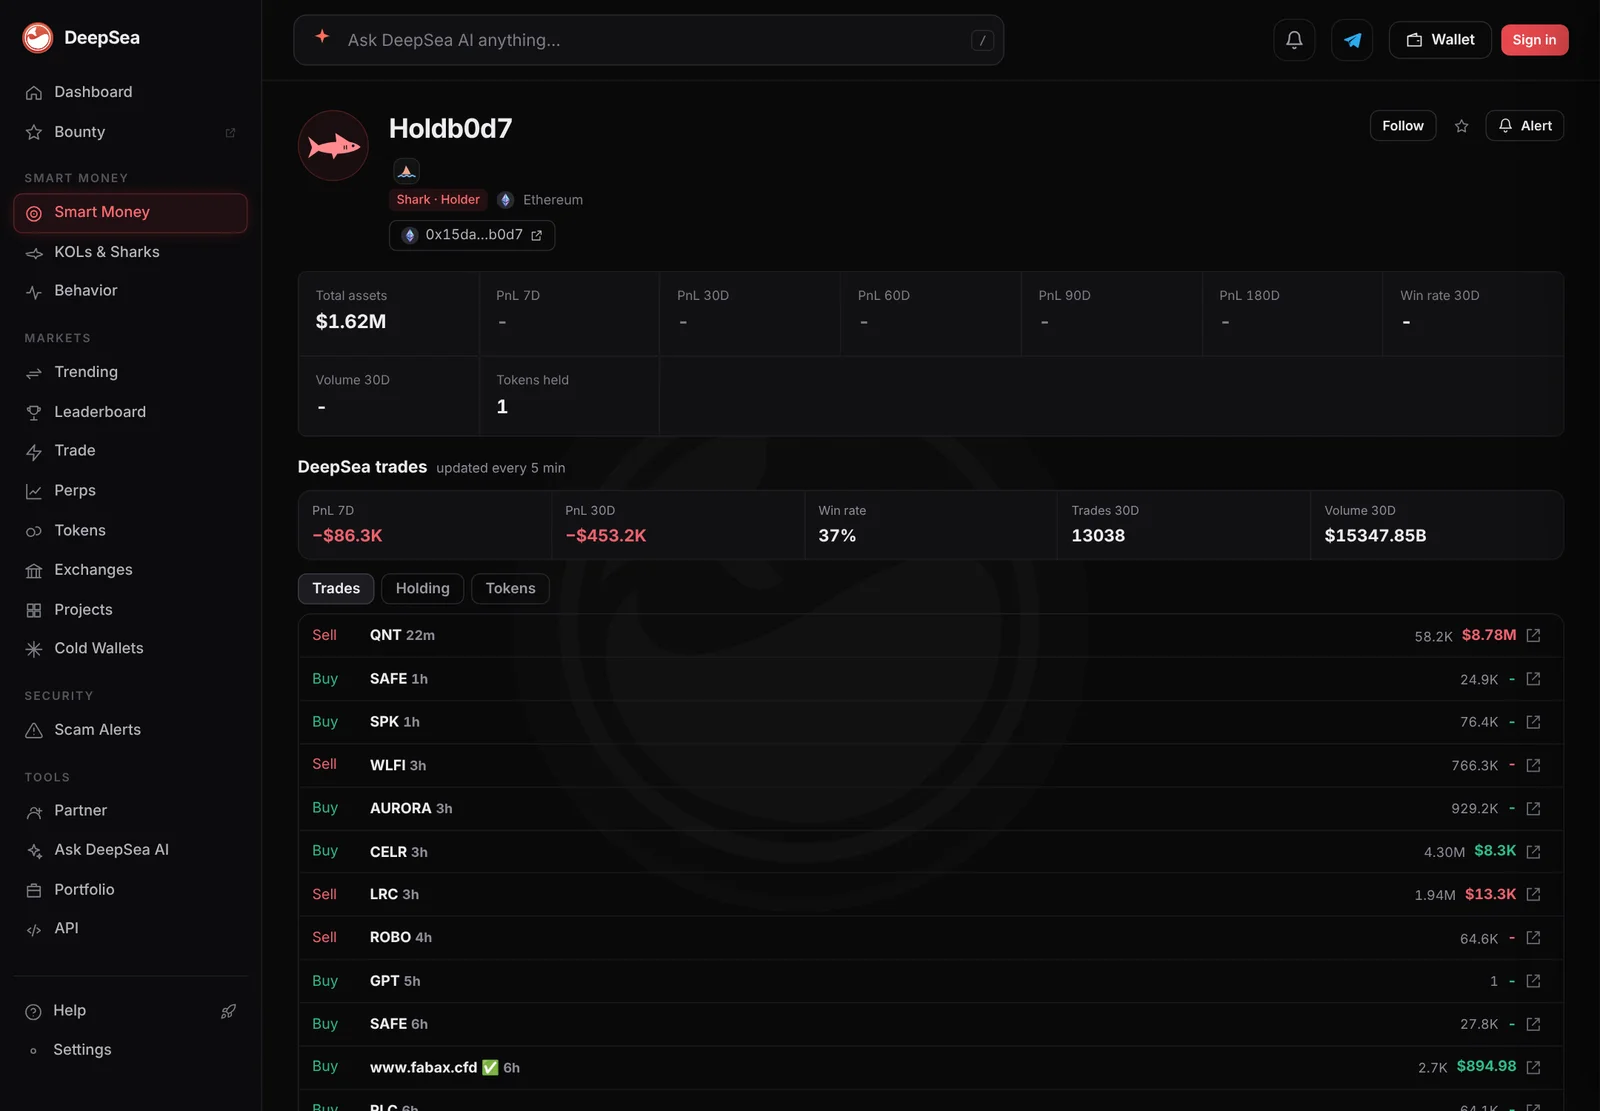 DeepSea
Ask DeepSea AI anything...
/
Wallet
Sign in
Dashboard
Bounty
SMART MONEY
Smart Money
KOLs & Sharks
Behavior
MARKETS
Trending
Leaderboard
Trade
Perps
Tokens
Exchanges
Projects
Cold Wallets
SECURITY
Scam Alerts
TOOLS
Partner
Ask DeepSea AI
Portfolio
API
Help
Settings
Holdb0d7
Follow
Alert
Shark · Holder
Ethereum
0x15da...b0d7
Total assets
$1.62M
PnL 7D
-
PnL 30D
-
PnL 60D
-
PnL 90D
-
PnL 180D
-
Win rate 30D
-
Volume 30D
-
Tokens held
1
DeepSea trades updated every 5 min
PnL 7D
−$86.3K
PnL 30D
−$453.2K
Win rate
37%
Trades 30D
13038
Volume 30D
$15347.85B
Trades
Holding
Tokens
Sell QNT 22m 58.2K $8.78M
Buy SAFE 1h 24.9K -
Buy SPK 1h 76.4K -
Sell WLFI 3h 766.3K -
Buy AURORA 3h 929.2K -
Buy CELR 3h 4.30M $8.3K
Sell LRC 3h 1.94M $13.3K
Sell ROBO 4h 64.6K -
Buy GPT 5h 1 -
Buy SAFE 6h 27.8K -
Buy www.fabax.cfd ✅ 6h 2.7K $894.98
Buy 6h 64.1K -